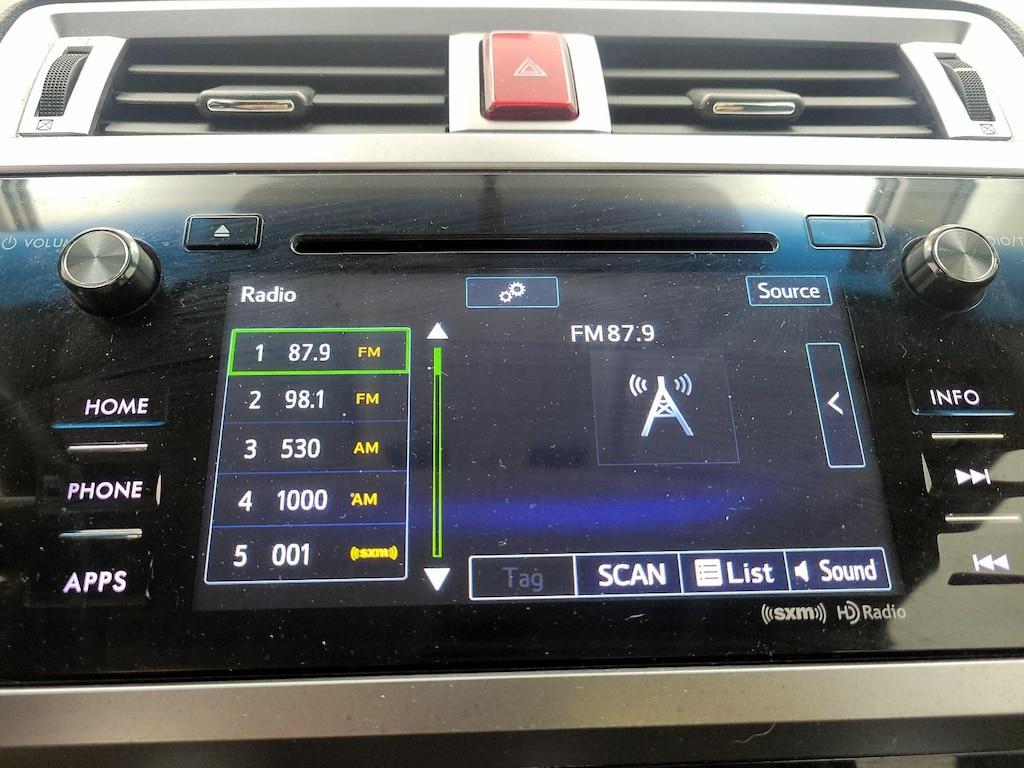 VOLUM
Radio
Source
FM 87.9
1 87.9 FM
2 98.1 FM
3 530 AM
4 1000 AM
5 001 ((sxm))
HOME
PHONE
APPS
INFO
Tag
SCAN
List
Sound
((sxm)) HD Radio